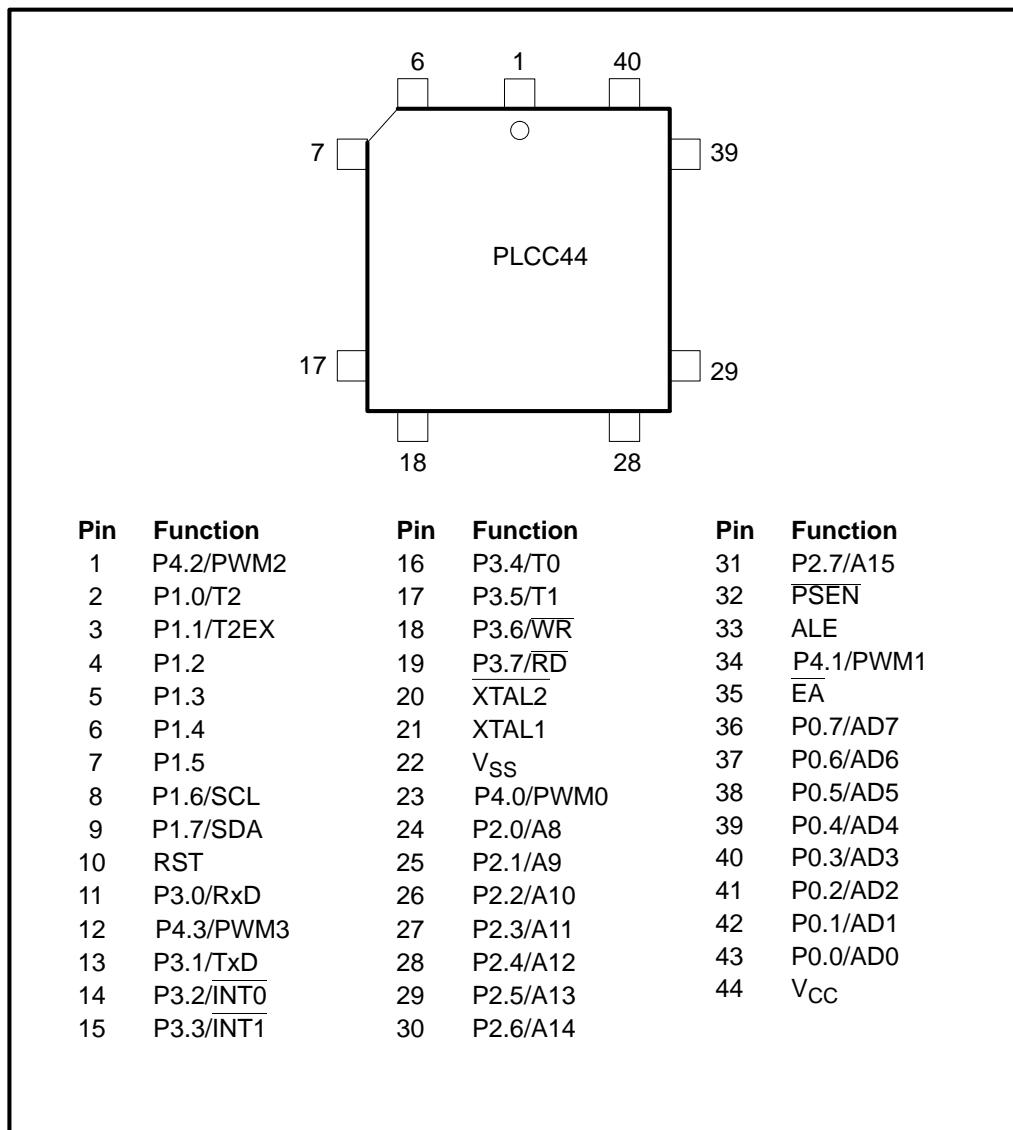 6 1 40
7 39
PLCC44
17 29
18 28
Pin Function Pin Function Pin Function
1 P4.2/PWM2 16 P3.4/T0 31 P2.7/A15
2 P1.0/T2 17 P3.5/T1 32 P̅S̅E̅N̅
3 P1.1/T2EX 18 P3.6/W̅R̅ 33 ALE
4 P1.2 19 P3.7/R̅D̅ 34 P4.1/PWM1
5 P1.3 20 X̅T̅A̅L̅2̅ 35 E̅A̅
6 P1.4 21 XTAL1 36 P0.7/AD7
7 P1.5 22 VSS 37 P0.6/AD6
8 P1.6/SCL 23 P4.0/PWM0 38 P0.5/AD5
9 P1.7/SDA 24 P2.0/A8 39 P0.4/AD4
10 RST 25 P2.1/A9 40 P0.3/AD3
11 P3.0/RxD 26 P2.2/A10 41 P0.2/AD2
12 P4.3/PWM3 27 P2.3/A11 42 P0.1/AD1
13 P3.1/TxD 28 P2.4/A12 43 P0.0/AD0
14 P3.2/I̅N̅T̅0̅ 29 P2.5/A13 44 VCC
15 P3.3/I̅N̅T̅1̅ 30 P2.6/A14